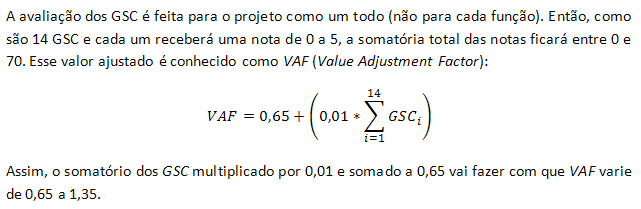 A avaliação dos GSC é feita para o projeto como um todo (não para cada função). Então, como
são 14 GSC e cada um receberá uma nota de 0 a 5, a somatória total das notas ficará entre 0 e
70. Esse valor ajustado é conhecido como VAF (Value Adjustment Factor):
VAF = 0,65 + (0,01 * ∑_{i=1}^{14} GSC_i)
Assim, o somatório dos GSC multiplicado por 0,01 e somado a 0,65 vai fazer com que VAF varie
de 0,65 a 1,35.